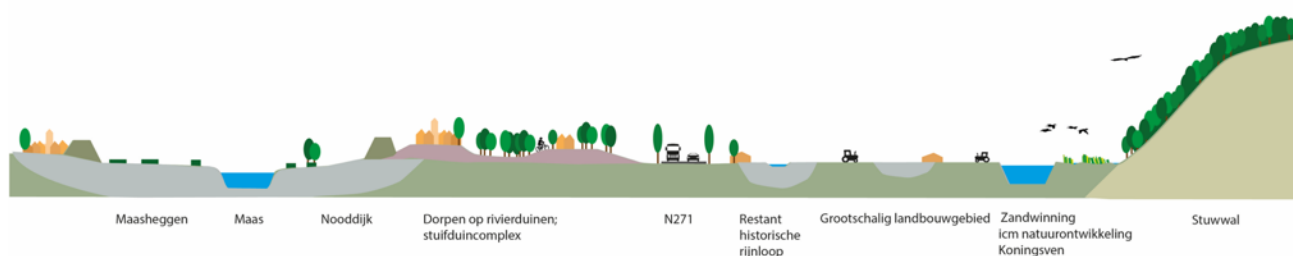 Maasheggen
Maas
Nooddijk
Dorpen op rivierduinen;
stuifduincomplex
N271
Restant
historische
rijnloop
Grootschalig landbouwgebied
Zandwinning
icm natuurontwikkeling
Koningsven
Stuwwal